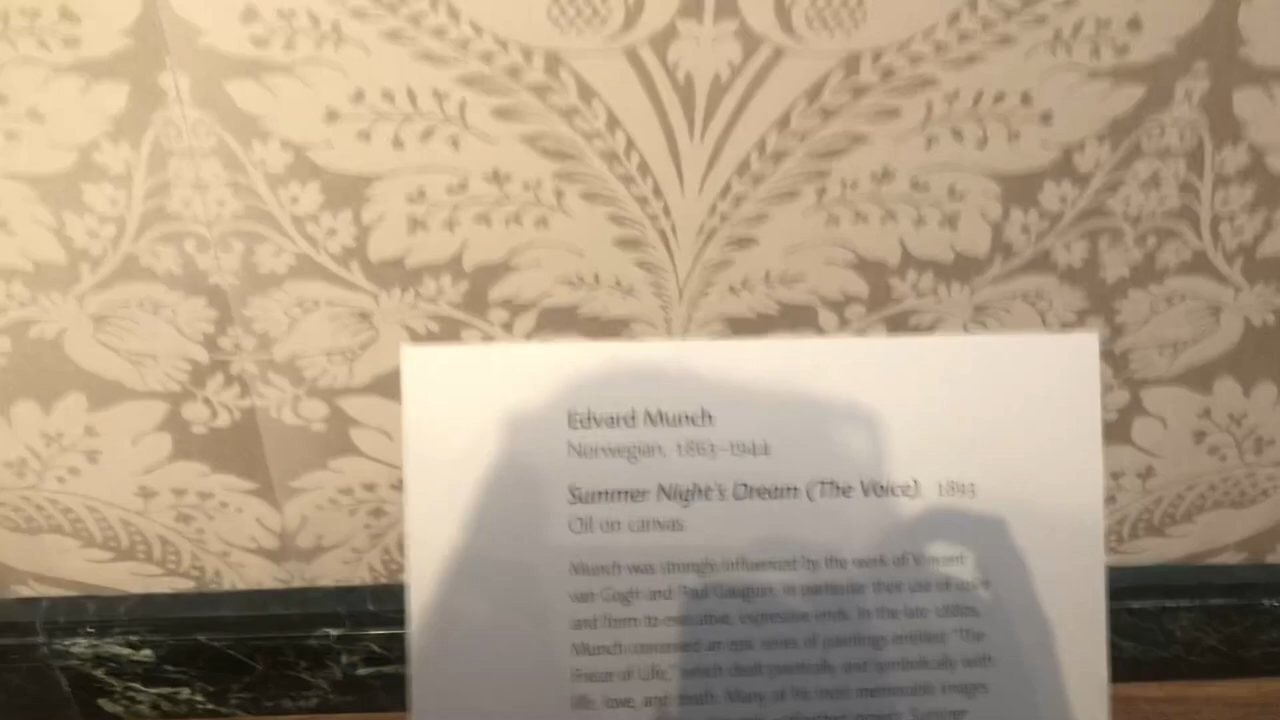 Edvard Munch
Norwegian, 1863–1944
Summer Night's Dream (The Voice) 1893
Oil on canvas
Munch was strongly influenced by the work of Vincent
van Gogh and Paul Gauguin, in particular their use of color
and form to evocative, expressive ends. In the late 1880s,
Munch conceived an epic series of paintings entitled "The
Frieze of Life," which dealt poetically and symbolically with
life, love, and death. Many of his most memorable images
Summer